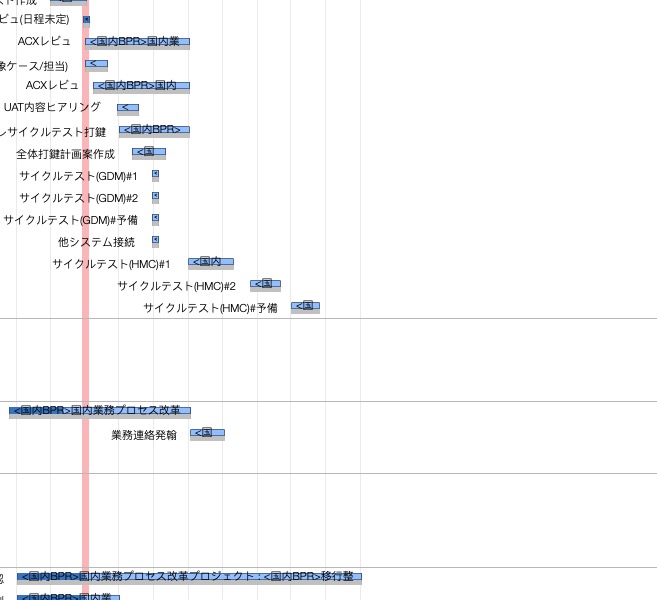 スト作成
ビュ(日程未定)
<
ACXレビュ <国内BPR>国内業
象ケース/担当) <
ACXレビュ <国内BPR>国内
UAT内容ヒアリング <
レサイクルテスト打鍵 <国内BPR>
全体打鍵計画案作成 <国
サイクルテスト(GDM)#1 <
サイクルテスト(GDM)#2 <
サイクルテスト(GDM)#予備 <
他システム接続 <
サイクルテスト(HMC)#1 <国内
サイクルテスト(HMC)#2 <国
サイクルテスト(HMC)#予備 <国
<国内BPR>国内業務プロセス改革
業務連絡発翰 <国
<国内BPR>国内業務プロセス改革プロジェクト:<国内BPR>移行整
<国内BPR>国内業